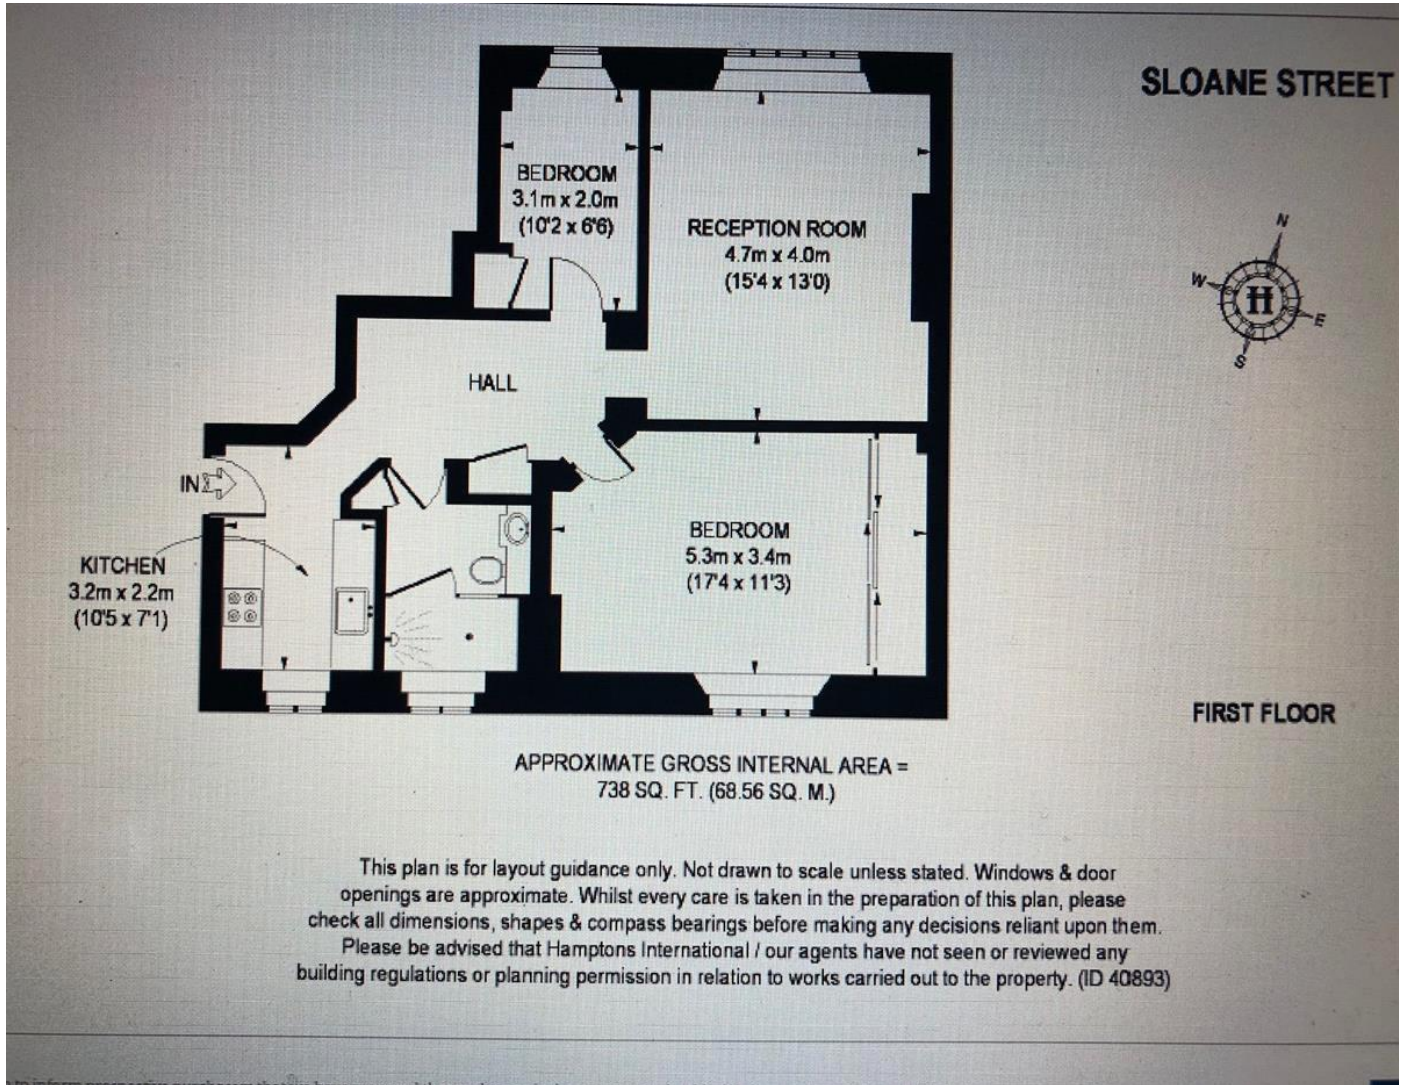 SLOANE STREET
BEDROOM
3.1m x 2.0m
(10'2 x 6'6)
RECEPTION ROOM
4.7m x 4.0m
(15'4 x 13'0)
N
W
H
E
S
HALL
IN
BEDROOM
5.3m x 3.4m
(17'4 x 11'3)
KITCHEN
3.2m x 2.2m
(10'5 x 7'1)
FIRST FLOOR
APPROXIMATE GROSS INTERNAL AREA =
738 SQ. FT. (68.56 SQ. M.)
This plan is for layout guidance only. Not drawn to scale unless stated. Windows & door
openings are approximate. Whilst every care is taken in the preparation of this plan, please
check all dimensions, shapes & compass bearings before making any decisions reliant upon them.
Please be advised that Hamptons International / our agents have not seen or reviewed any
building regulations or planning permission in relation to works carried out to the property. (ID 40893)